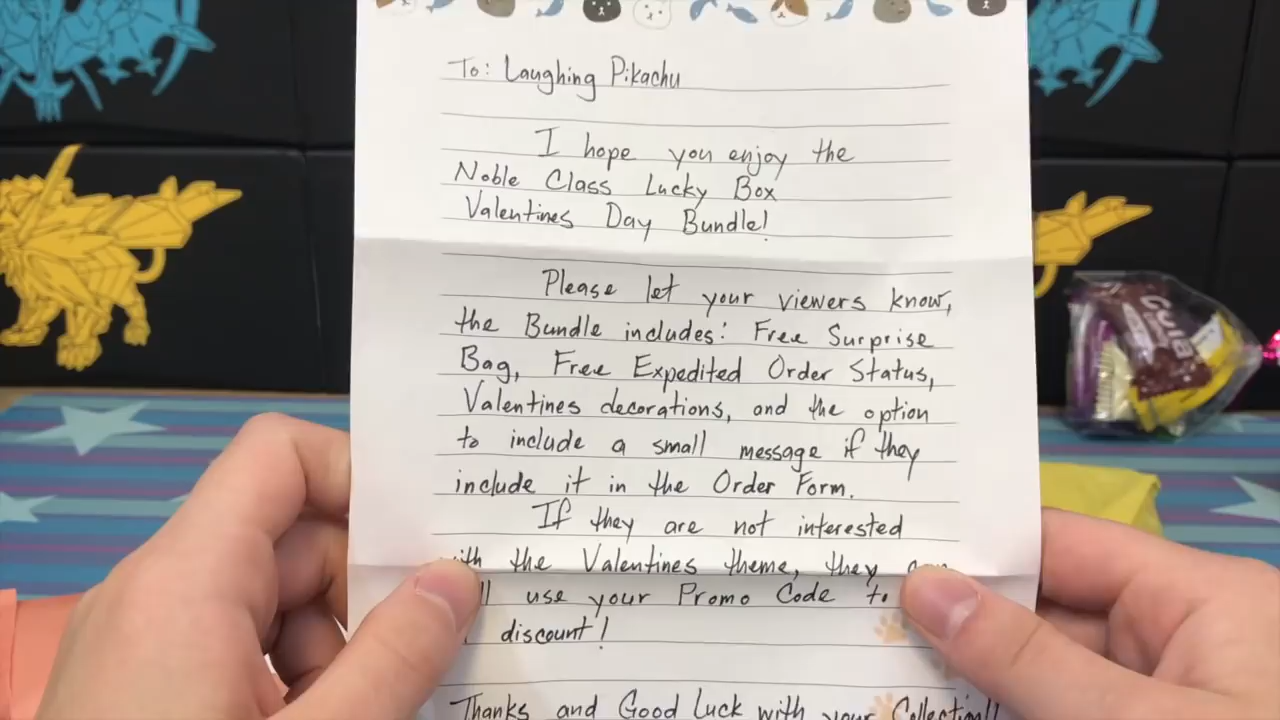 To: Laughing Pikachu
I hope you enjoy the
Noble Class Lucky Box
Valentines Day Bundle!
Please let your viewers know,
the Bundle includes: Free Surprise
Bag, Free Expedited Order Status,
Valentines decorations, and the option
to include a small message if they
include it in the Order Form.
If they are not interested
the Valentines theme, they
use your Promo Code to
discount!
Thanks and Good Luck with your Collection!!